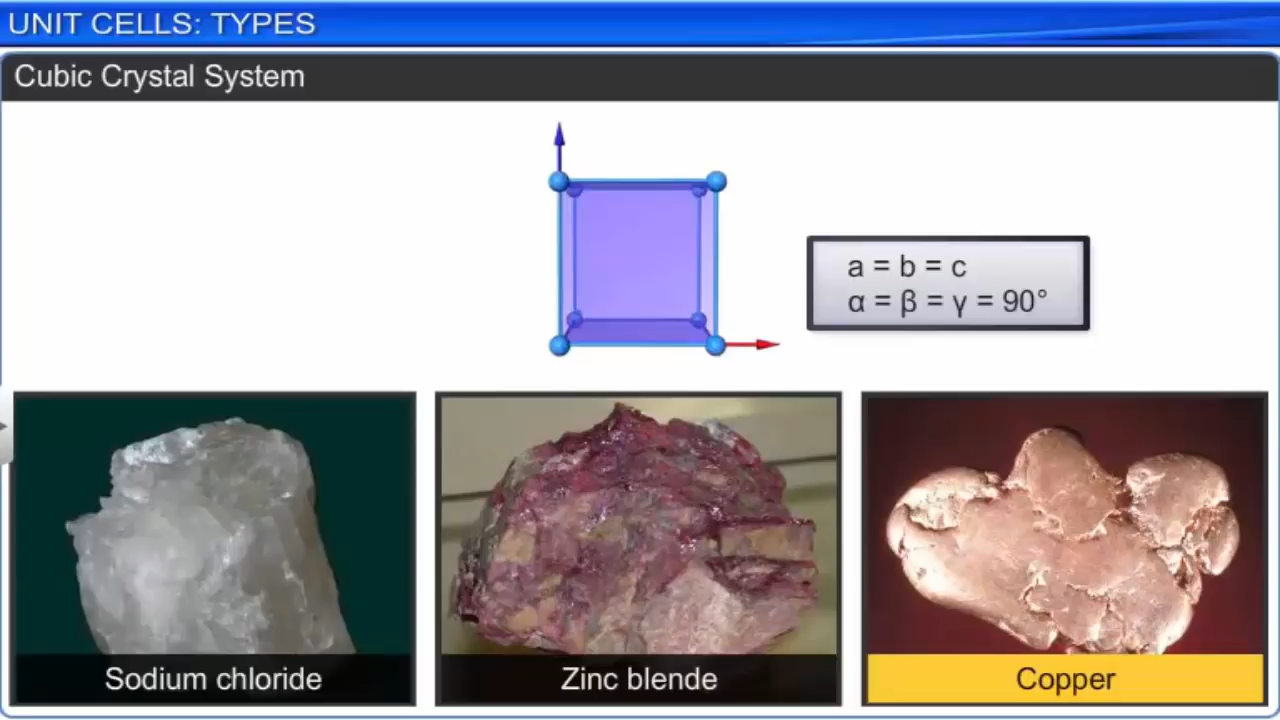 UNIT CELLS: TYPES
Cubic Crystal System
a = b = c
α = β = γ = 90°
Sodium chloride
Zinc blende
Copper